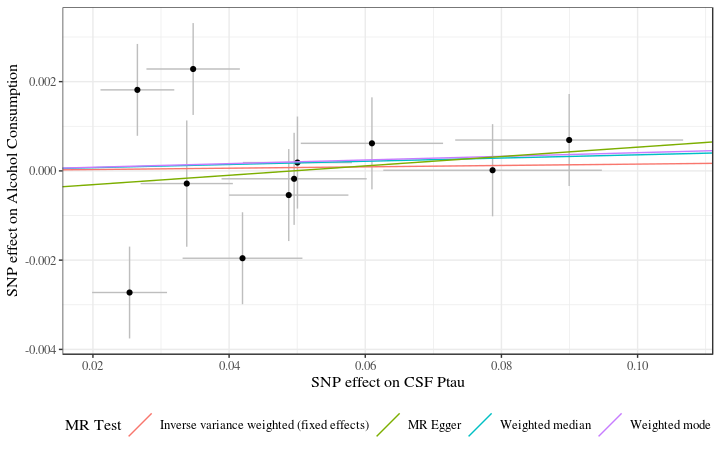 SNP effect on Alcohol Consumption
0.002
0.000
-0.002
-0.004
0.02 0.04 0.06 0.08 0.10
SNP effect on CSF Ptau
MR Test Inverse variance weighted (fixed effects) MR Egger Weighted median Weighted mode